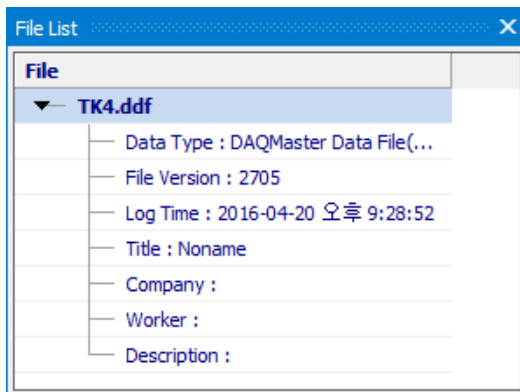 File List
File
TK4.ddf
Data Type : DAQMaster Data File(...
File Version : 2705
Log Time : 2016-04-20 오후 9:28:52
Title : Noname
Company :
Worker :
Description :